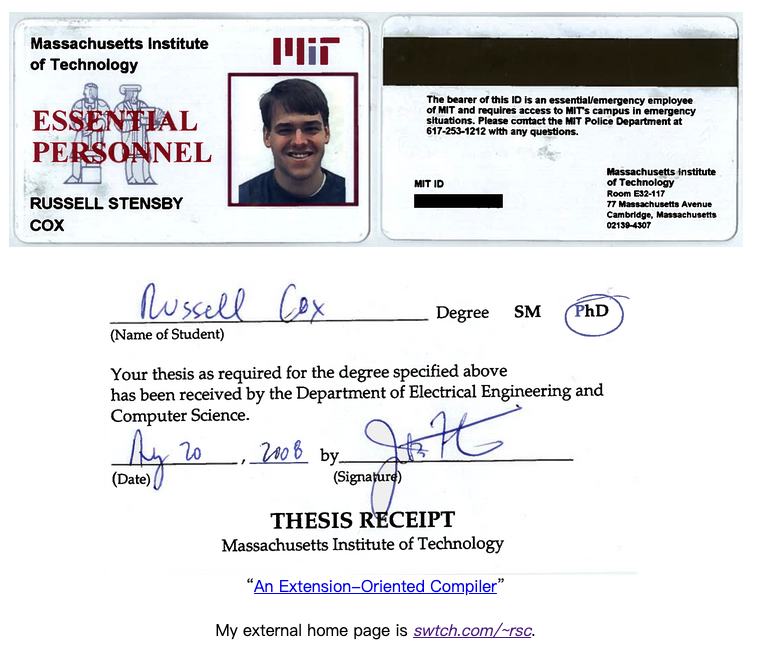 Massachusetts Institute
of Technology
MIT
ESSENTIAL
PERSONNEL
RUSSELL STENSBY
COX
The bearer of this ID is an essential/emergency employee
of MIT and requires access to MIT's campus in emergency
situations. Please contact the MIT Police Department at
617-253-1212 with any questions.
MIT ID
Massachusetts Institute
of Technology
Room E32-117
77 Massachusetts Avenue
Cambridge, Massachusetts
02139-4307
Russell Cox Degree SM PhD
(Name of Student)
Your thesis as required for the degree specified above
has been received by the Department of Electrical Engineering and
Computer Science.
Aug 20, 2008 by
(Date) (Signature)
THESIS RECEIPT
Massachusetts Institute of Technology
“An Extension-Oriented Compiler”
My external home page is swtch.com/~rsc.